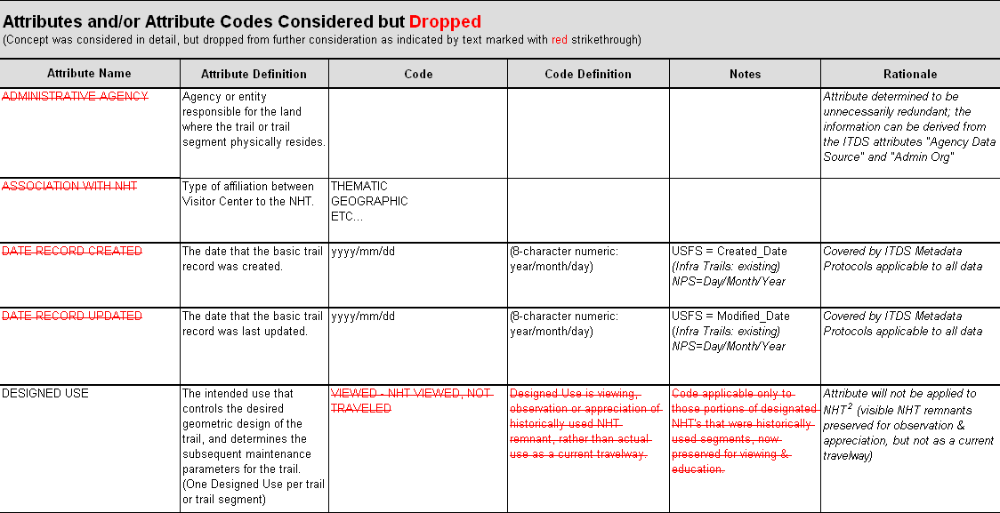 Attributes and/or Attribute Codes Considered but Dropped
(Concept was considered in detail, but dropped from further consideration as indicated by text marked with red strikethrough)
Attribute Name
Attribute Definition
Code
Code Definition
Notes
Rationale
ADMINISTRATIVE AGENCY
Agency or entity
responsible for the land
where the trail or trail
segment physically resides.
Attribute determined to be
unnecessarily redundant; the
information can be derived from
the ITDS attributes "Agency Data
Source" and "Admin Org"
ASSOCIATION WITH NHT
Type of affiliation between
Visitor Center to the NHT.
THEMATIC
GEOGRAPHIC
ETC...
DATE RECORD CREATED
The date that the basic trail
record was created.
yyyy/mm/dd
(8-character numeric:
year/month/day)
USFS = Created_Date
(Infra Trails: existing)
NPS=Day/Month/Year
Covered by ITDS Metadata
Protocols applicable to all data
DATE RECORD UPDATED
The date that the basic trail
record was last updated.
yyyy/mm/dd
(8-character numeric:
year/month/day)
USFS = Modified_Date
(Infra Trails: existing)
NPS=Day/Month/Year
Covered by ITDS Metadata
Protocols applicable to all data
DESIGNED USE
The intended use that
controls the desired
geometric design of the
trail, and determines the
subsequent maintenance
parameters for the trail.
(One Designed Use per trail
or trail segment)
VIEWED - NHT VIEWED, NOT
TRAVELED
Designed Use is viewing,
observation or appreciation of
historically used NHT
remnant, rather than actual
use as a current travelway.
Code applicable only to
those portions of designated
NHT's that were historically
used segments, now
preserved for viewing &
education.
Attribute will not be applied to
NHT² (visible NHT remnants
preserved for observation &
appreciation, but not as a current
travelway)